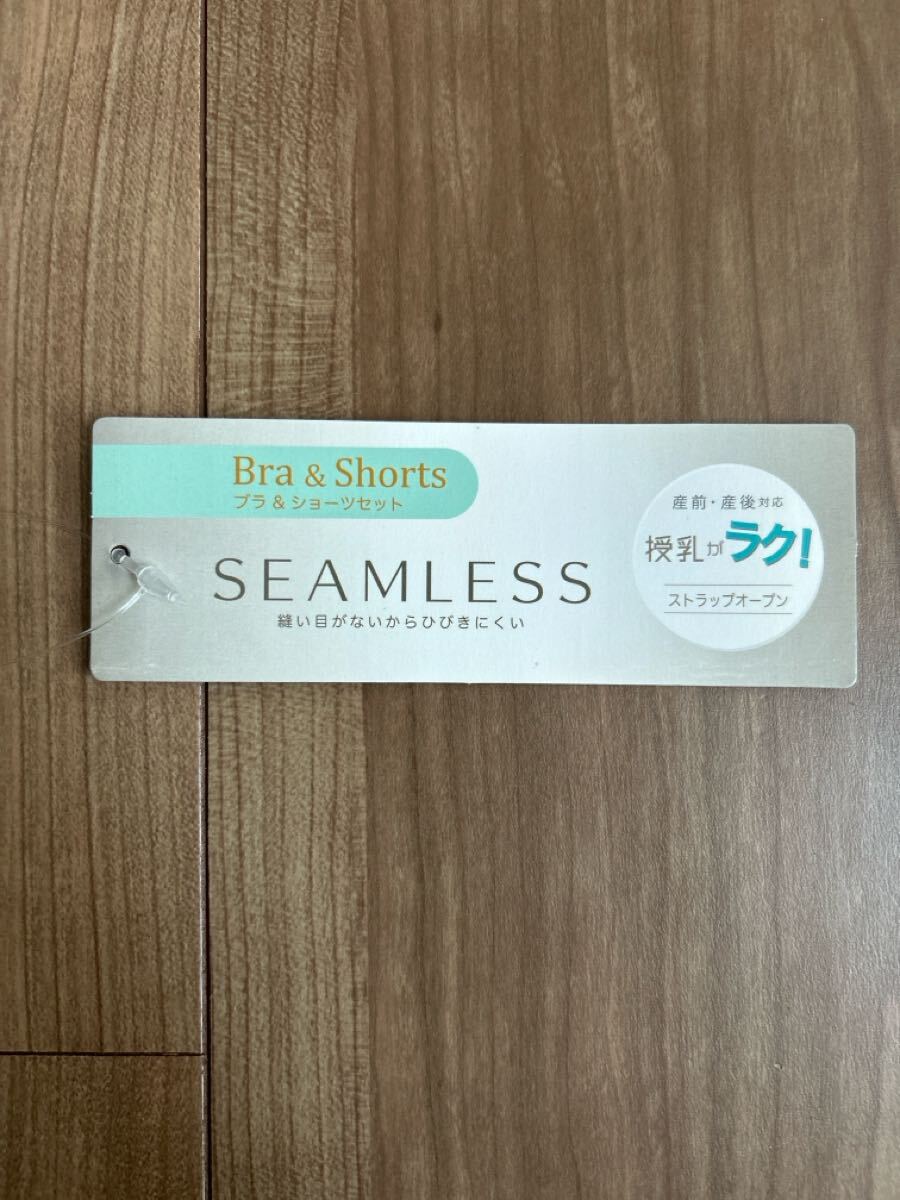 Bra & Shorts
ブラ & ショーツセット
SEAMLESS
縫い目がないからひびきにくい
産前・産後対応
授乳がラク!
ストラップオープン